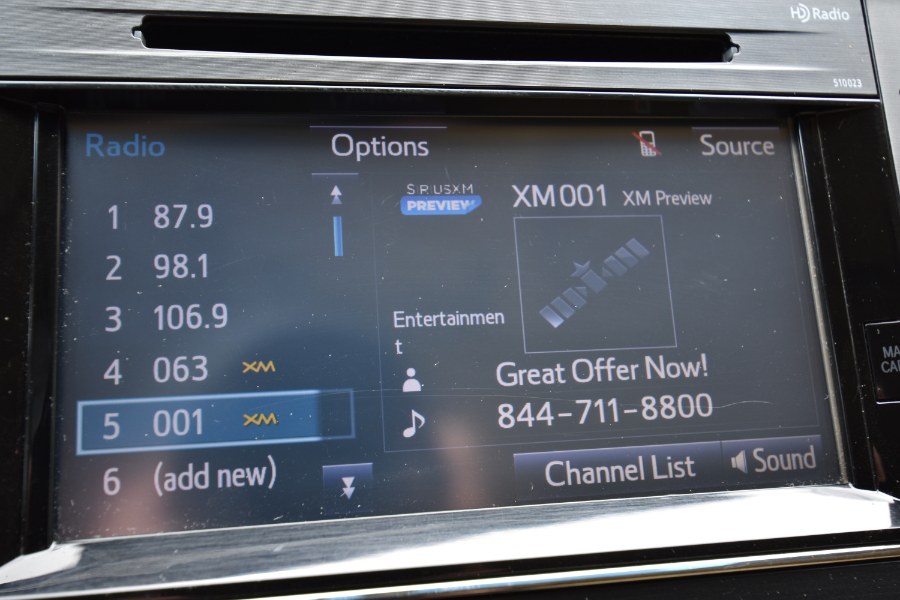 HD Radio
510023
Radio
Options
Source
1 87.9
2 98.1
3 106.9
4 063 XM
5 001 XM
6 (add new)
SIRIUSXM
PREVIEW
XM001 XM Preview
Entertainmen
t
Great Offer Now!
844-711-8800
Channel List
Sound